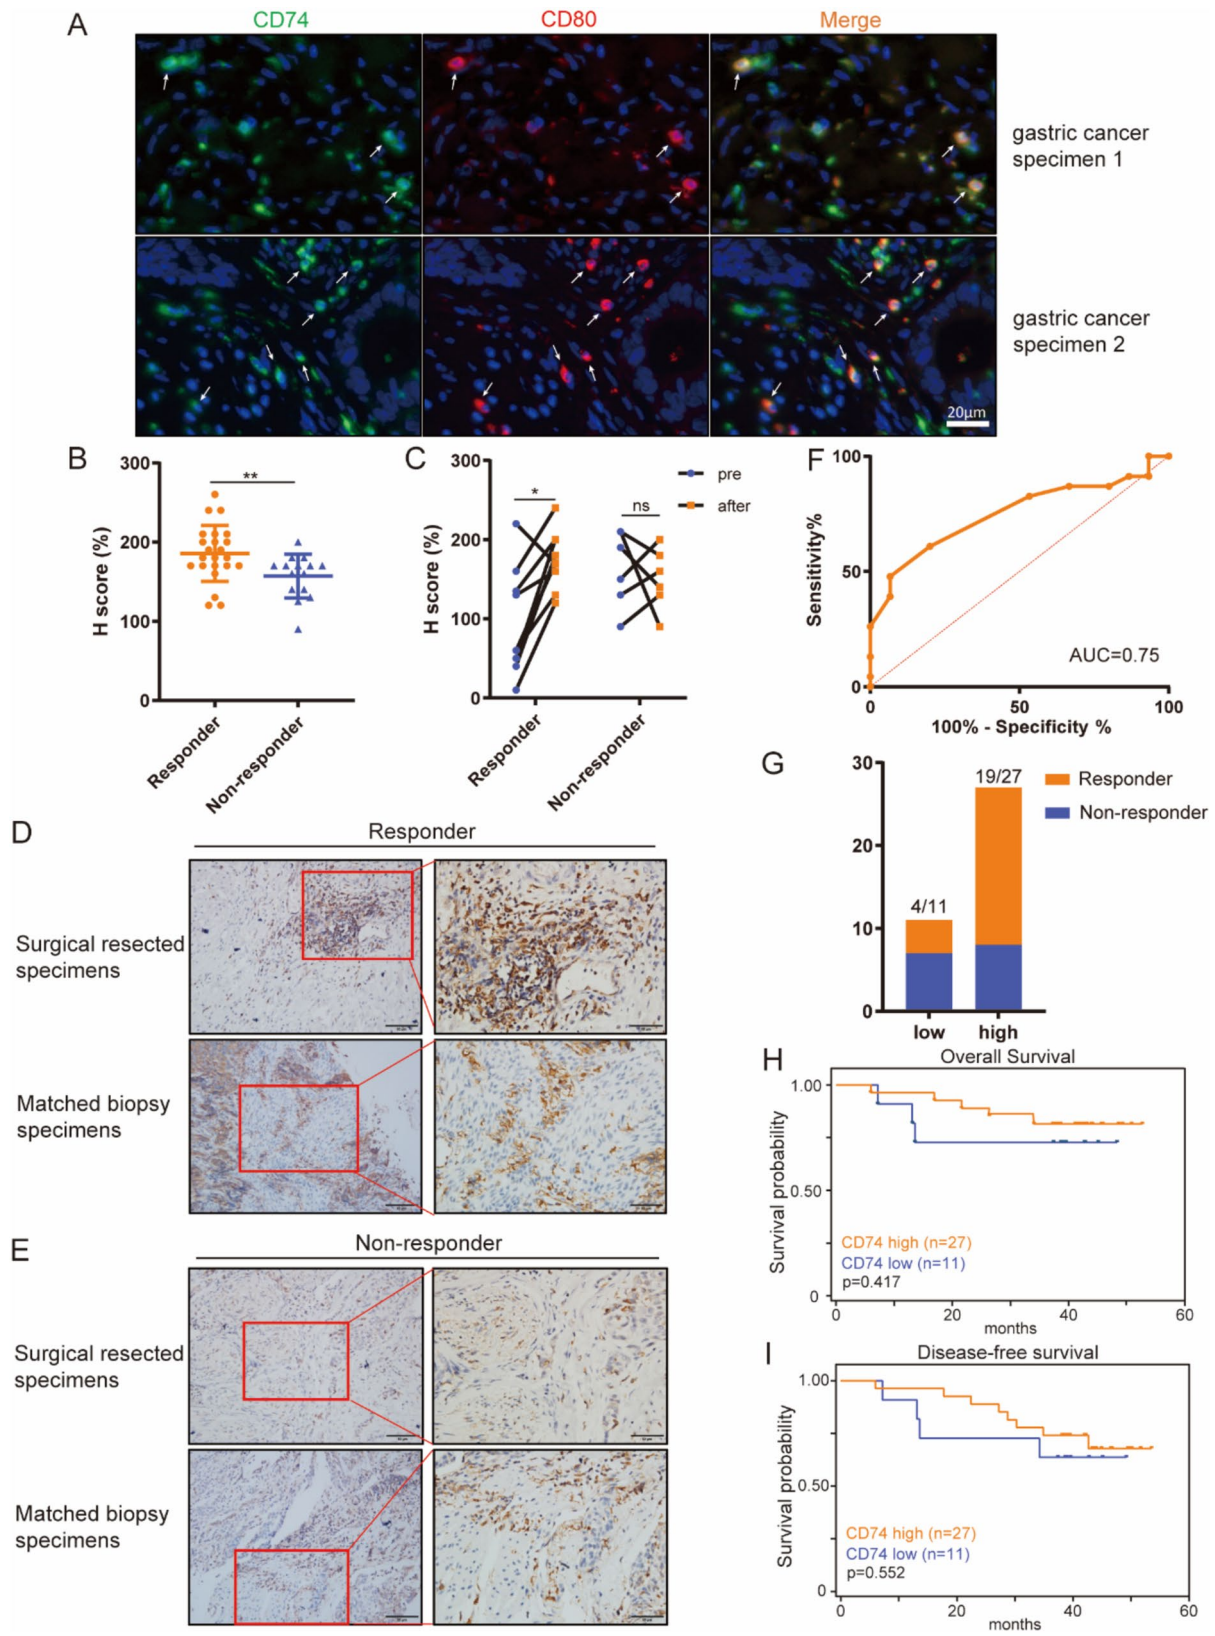 A
CD74
CD80
Merge
gastric cancer
specimen 1
gastric cancer
specimen 2
20μm
B
300
200
100
0
H score (%)
**
Responder
Non-responder
C
300
200
100
0
H score (%)
*
ns
pre
after
Responder
Non-responder
F
100
50
0
Sensitivity%
AUC=0.75
0
50
100
100% - Specificity %
G
30
20
10
0
4/11
19/27
low
high
Responder
Non-responder
D
Responder
Surgical resected
specimens
Matched biopsy
specimens
E
Non-responder
Surgical resected
specimens
Matched biopsy
specimens
H
Overall Survival
Survival probability
1.00
0.50
0
CD74 high (n=27)
CD74 low (n=11)
p=0.417
0
20
40
60
months
I
Disease-free survival
Survival probability
1.00
0.50
0
CD74 high (n=27)
CD74 low (n=11)
p=0.552
0
20
40
60
months